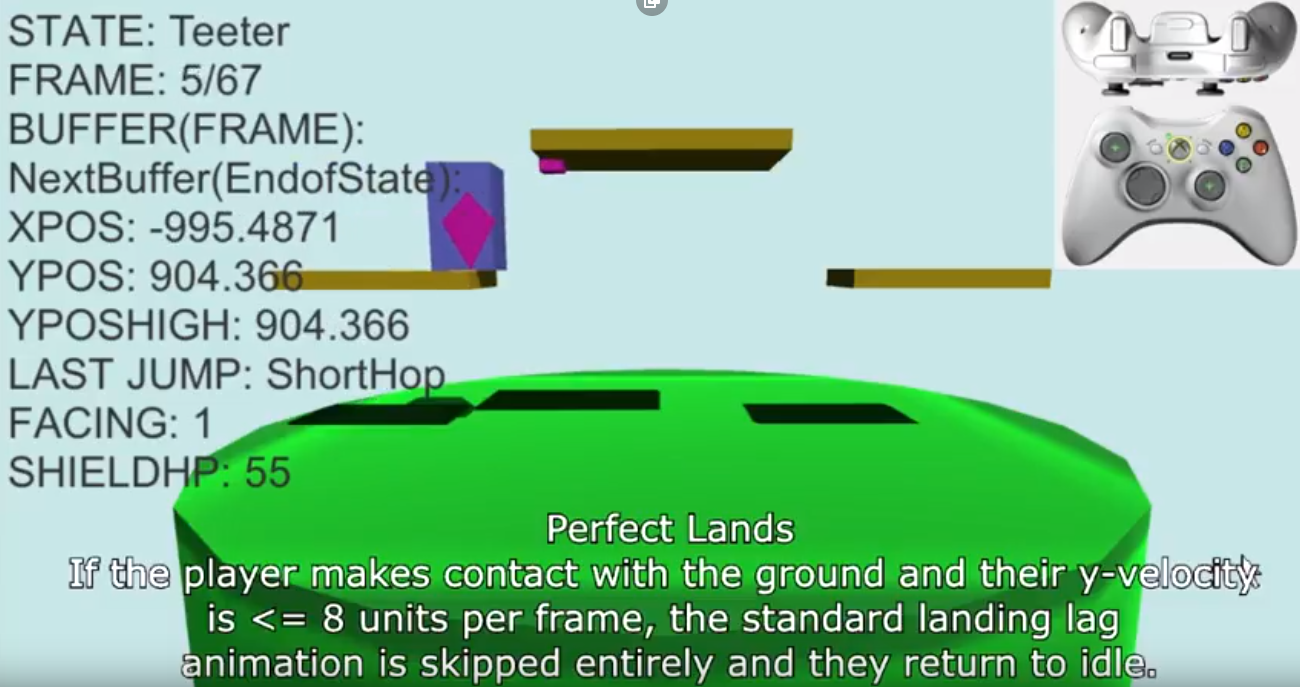 STATE: Teeter
FRAME: 5/67
BUFFER(FRAME):
NextBuffer(EndofState):
XPOS: -995.4871
YPOS: 904.366
YPOSHIGH: 904.366
LAST JUMP: ShortHop
FACING: 1
SHIELDHP: 55
Perfect Lands
If the player makes contact with the ground and their y-velocity
is <= 8 units per frame, the standard landing lag
animation is skipped entirely and they return to idle.